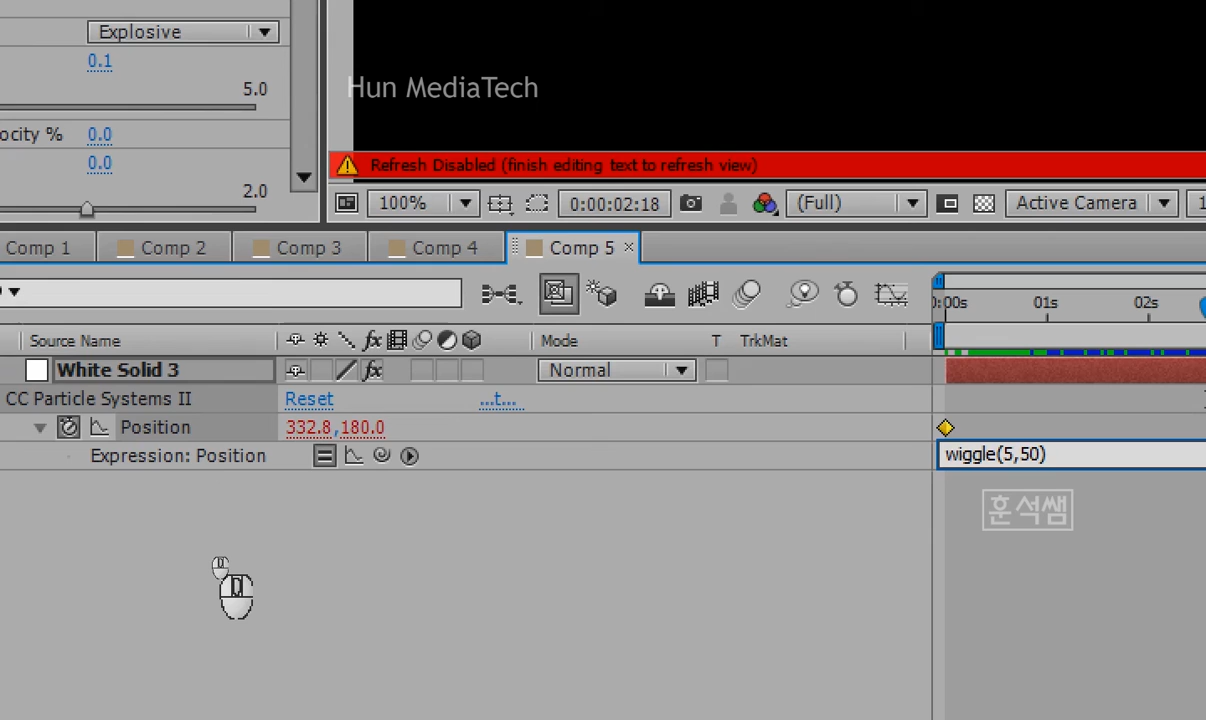 Explosive
0.1
5.0
Hun MediaTech
ocity % 0.0
0.0
2.0
Refresh Disabled (finish editing text to refresh view)
100% 0:00:02:18 (Full) Active Camera 1
Comp 1 Comp 2 Comp 3 Comp 4 Comp 5 ×
0:00s 01s 02s
Source Name fx Mode T TrkMat
White Solid 3 fx Normal
CC Particle Systems II Reset ...t...
Position 332.8,180.0
Expression: Position wiggle(5,50)
훈석쌤